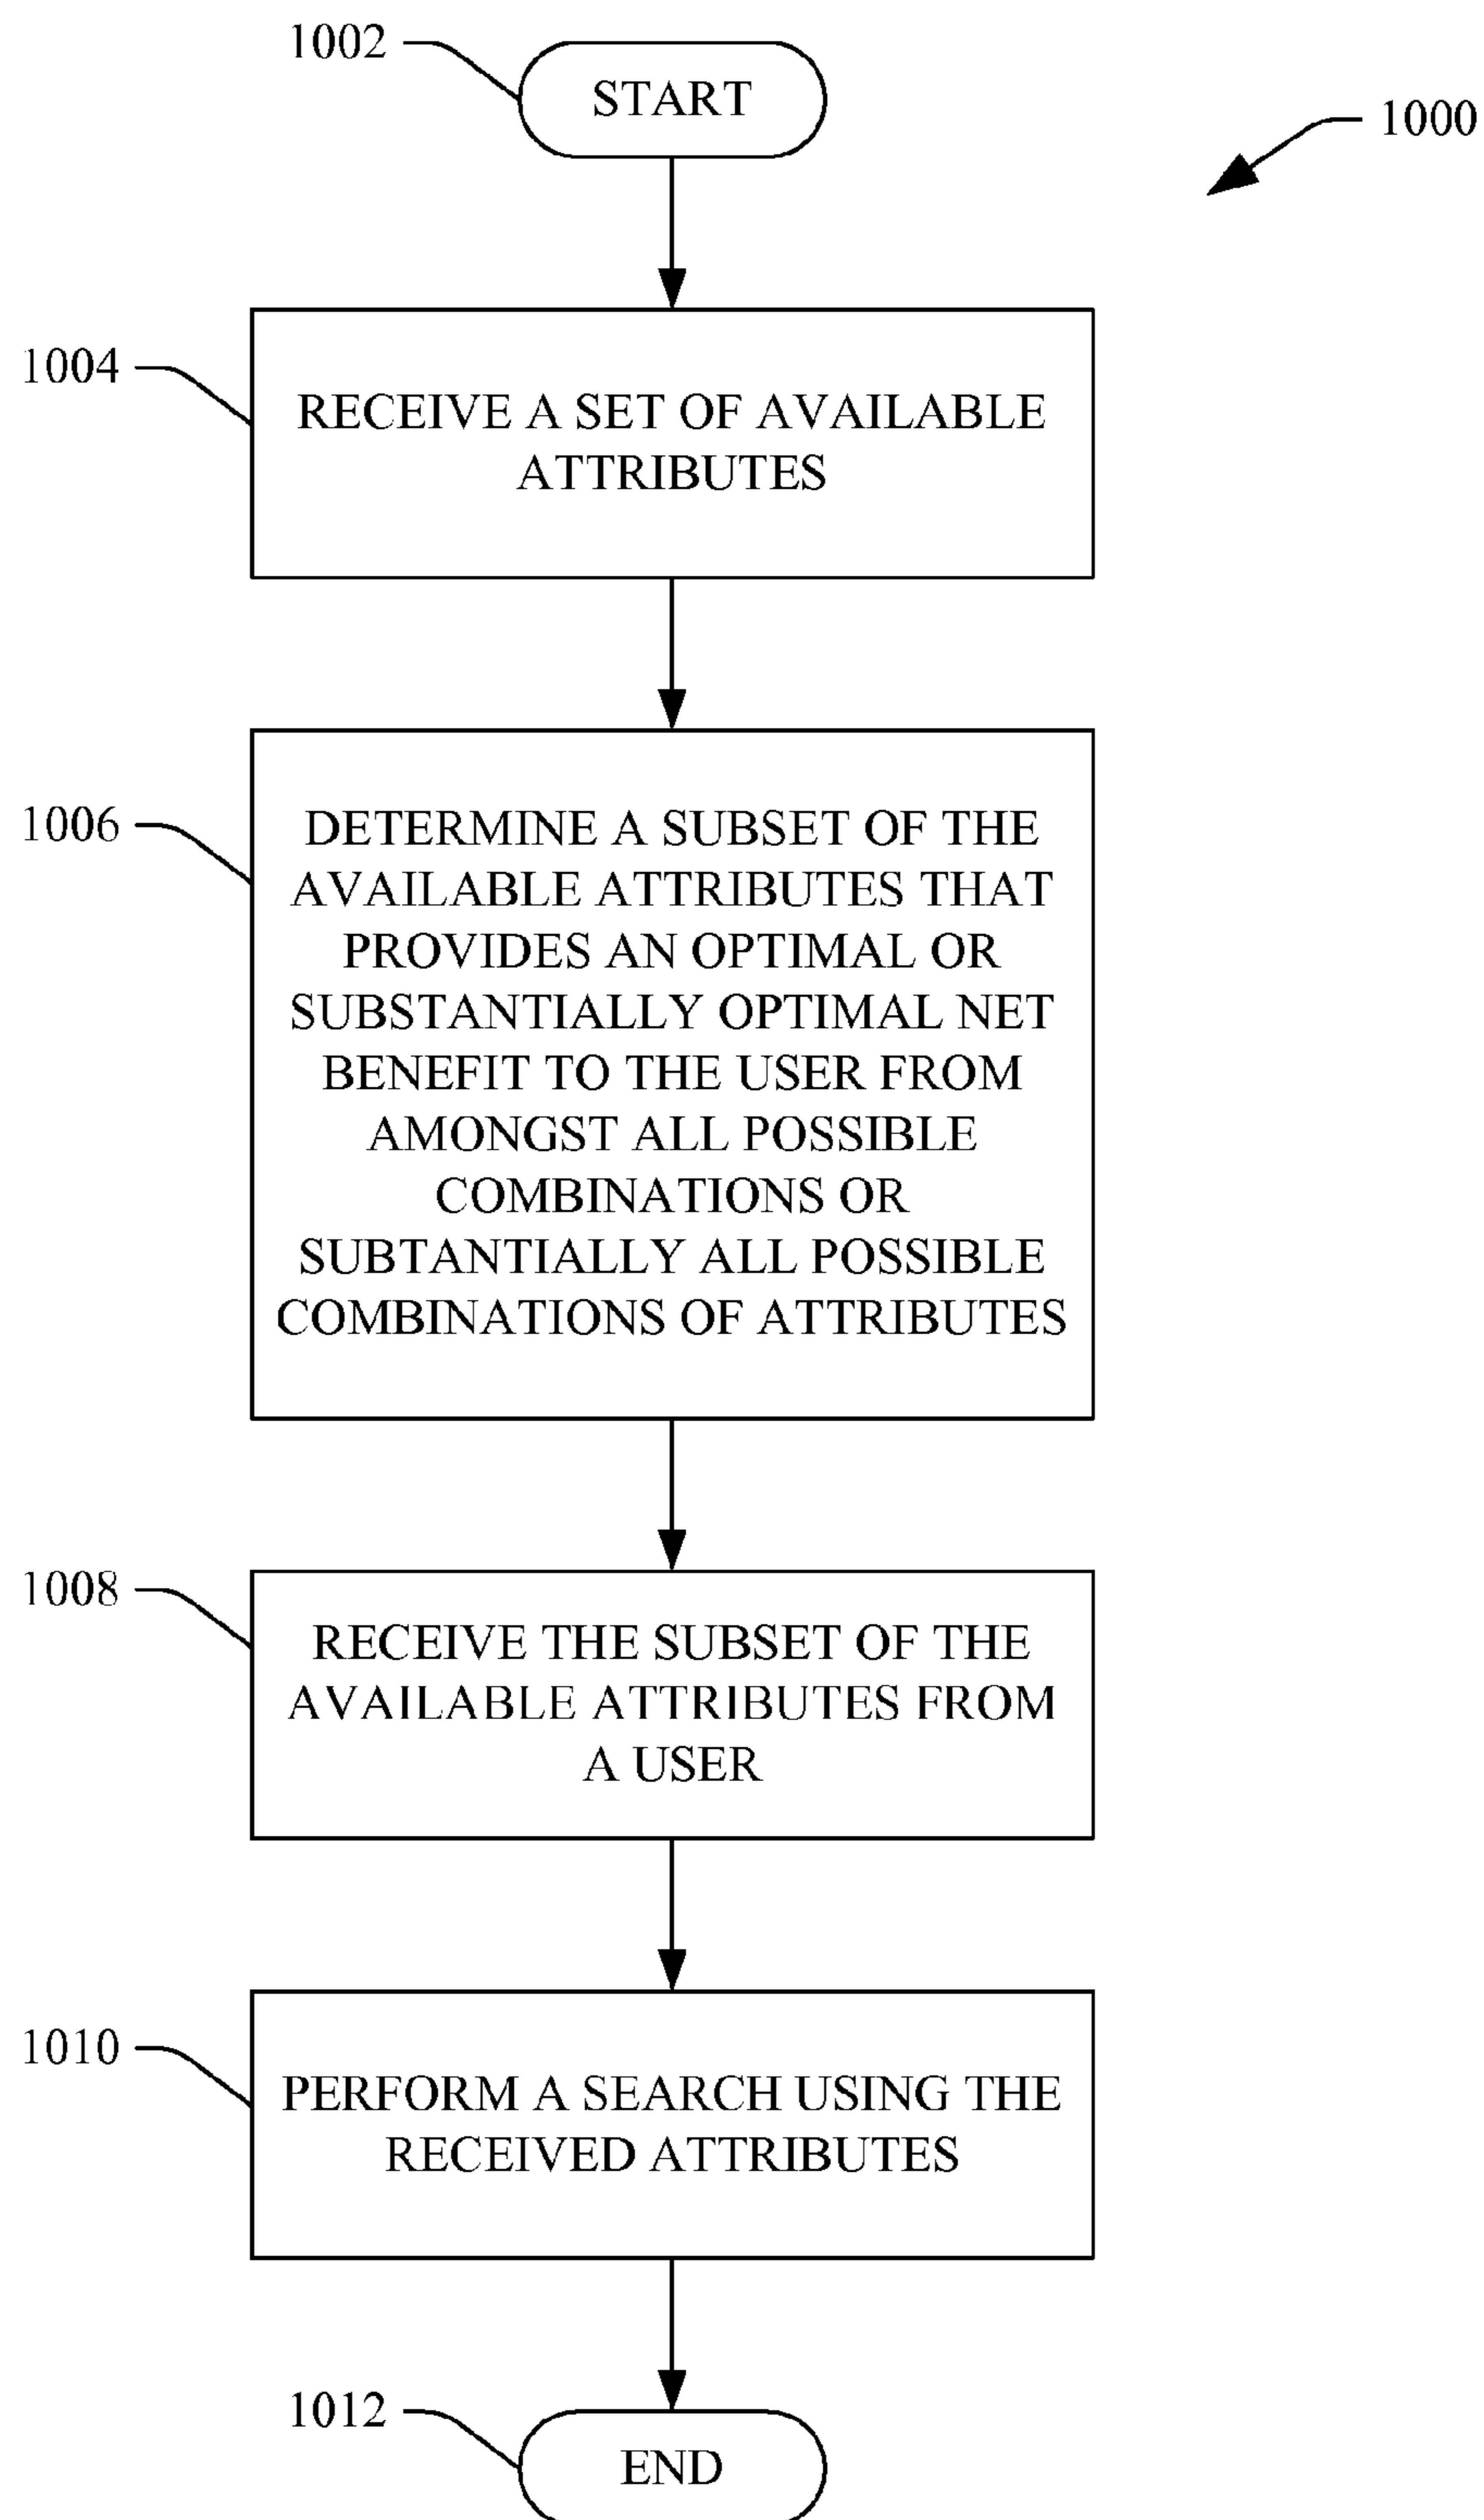 1002
START
1000
1004
RECEIVE A SET OF AVAILABLE
ATTRIBUTES
1006
DETERMINE A SUBSET OF THE
AVAILABLE ATTRIBUTES THAT
PROVIDES AN OPTIMAL OR
SUBSTANTIALLY OPTIMAL NET
BENEFIT TO THE USER FROM
AMONGST ALL POSSIBLE
COMBINATIONS OR
SUBTANTIALLY ALL POSSIBLE
COMBINATIONS OF ATTRIBUTES
1008
RECEIVE THE SUBSET OF THE
AVAILABLE ATTRIBUTES FROM
A USER
1010
PERFORM A SEARCH USING THE
RECEIVED ATTRIBUTES
1012
END